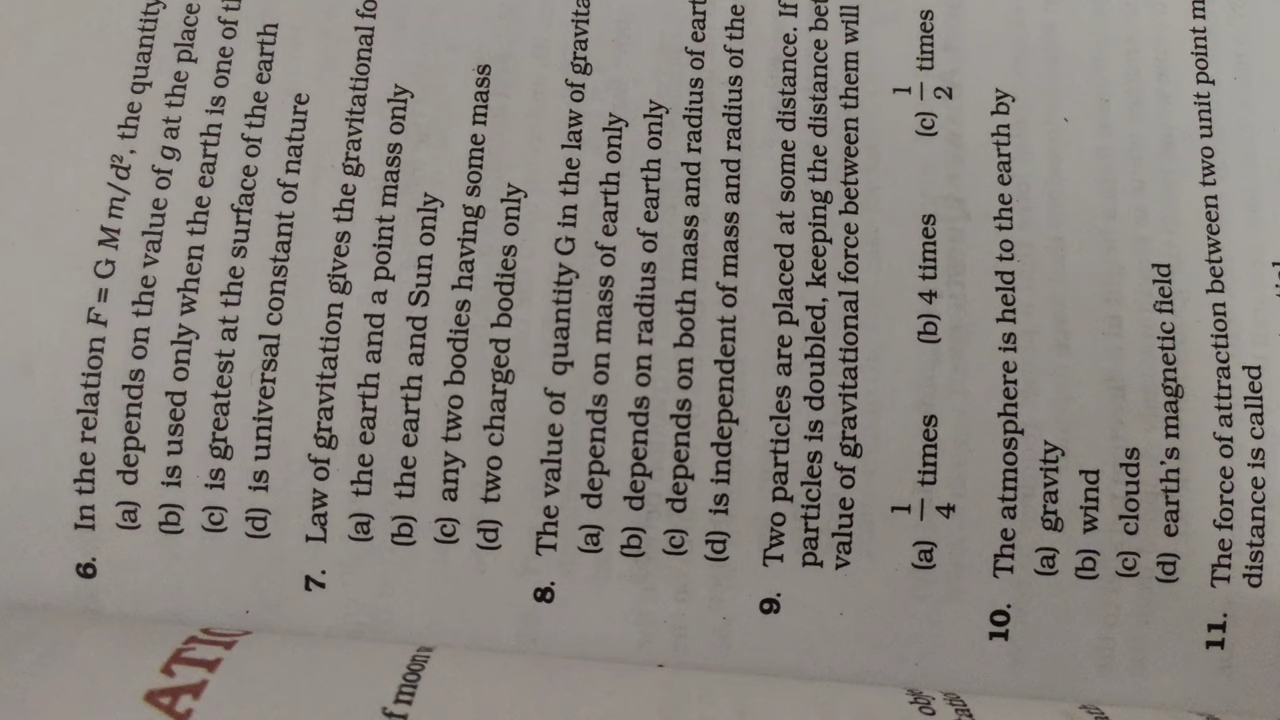 6. In the relation F = G M m/d², the quantity
(a) depends on the value of g at the place
(b) is used only when the earth is one of
(c) is greatest at the surface of the earth
(d) is universal constant of nature
7. Law of gravitation gives the gravitational
(a) the earth and a point mass only
(b) the earth and Sun only
(c) any two bodies having some mass
(d) two charged bodies only
8. The value of quantity G in the law of
(a) depends on mass of earth only
(b) depends on radius of earth only
(c) depends on both mass and radius of
(d) is independent of mass and radius of the
9. Two particles are placed at some distance. If
particles is doubled, keeping the distance
value of gravitational force between them will
(a) 1/4 times (b) 4 times (c) 1/2 times
10. The atmosphere is held to the earth by
(a) gravity
(b) wind
(c) clouds
(d) earth's magnetic field
11. The force of attraction between two unit point
distance is called
moon